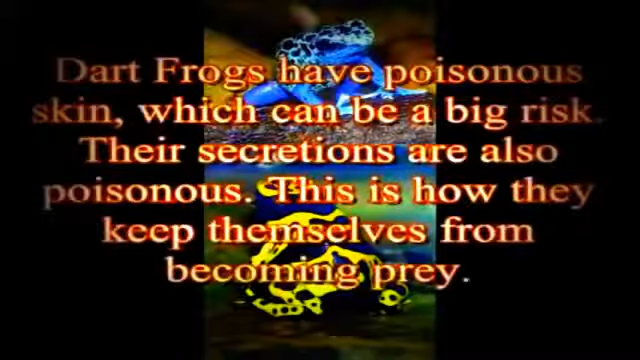 Dart Frogs have poisonous
skin, which can be a big risk.
Their secretions are also
poisonous. This is how they
keep themselves from
becoming prey.